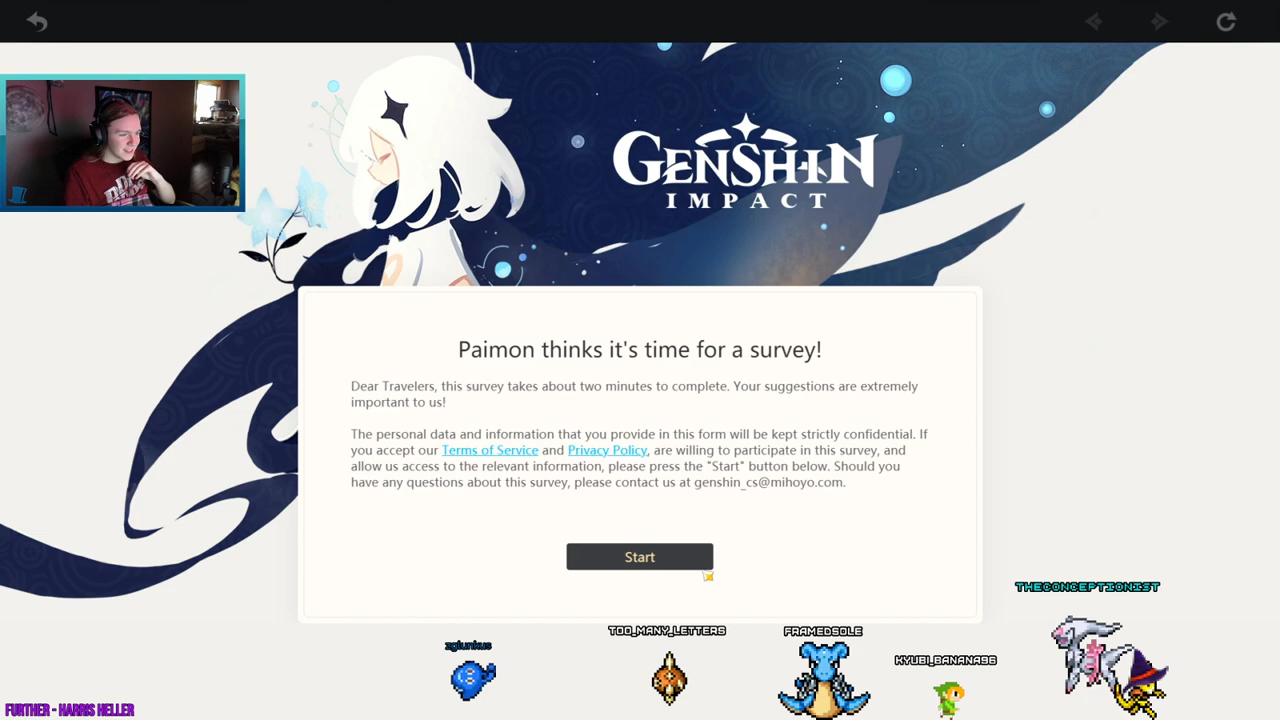 GENSHIN
IMPACT
Paimon thinks it's time for a survey!
Dear Travelers, this survey takes about two minutes to complete. Your suggestions are extremely
important to us!
The personal data and information that you provide in this form will be kept strictly confidential. If
you accept our Terms of Service and Privacy Policy, are willing to participate in this survey, and
allow us access to the relevant information, please press the "Start" button below. Should you
have any questions about this survey, please contact us at genshin_cs@mihoyo.com.
Start
THECONCEPTIONIST
TOO_MANY_LETTERS
FRAMEDSOLE
zglunkus
KYUBI_BANANA96
FURTHER - HARRIS HELLER